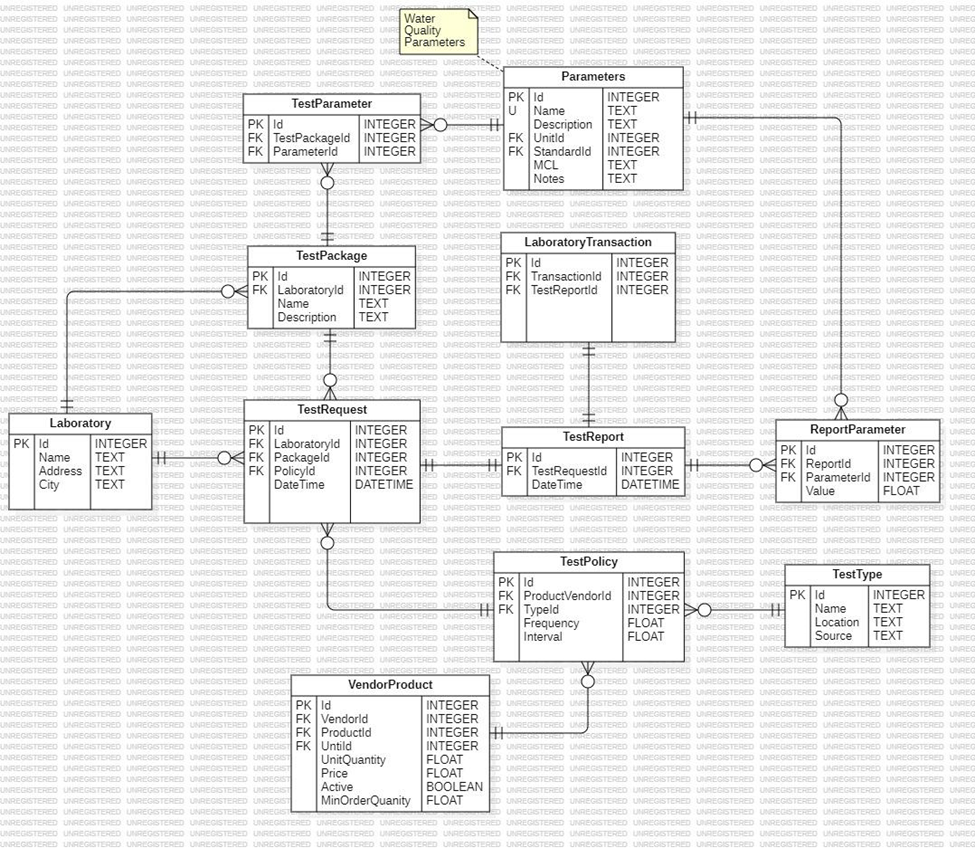 Water
Quality
Parameters
Parameters
PK Id INTEGER
U Name TEXT
Description TEXT
FK UnitId INTEGER
FK StandardId INTEGER
MCL TEXT
Notes TEXT
TestParameter
PK Id INTEGER
FK TestPackageId INTEGER
FK ParameterId INTEGER
TestPackage
PK Id INTEGER
FK LaboratoryId INTEGER
Name TEXT
Description TEXT
LaboratoryTransaction
PK Id INTEGER
FK TransactionId INTEGER
FK TestReportId INTEGER
Laboratory
PK Id INTEGER
Name TEXT
Address TEXT
City TEXT
TestRequest
PK Id INTEGER
FK LaboratoryId INTEGER
FK PackageId INTEGER
FK PolicyId INTEGER
DateTime DATETIME
TestReport
PK Id INTEGER
FK TestRequestId INTEGER
DateTime DATETIME
ReportParameter
PK Id INTEGER
FK ReportId INTEGER
FK ParameterId INTEGER
Value FLOAT
TestPolicy
PK Id INTEGER
FK ProductVendorId INTEGER
FK TypeId INTEGER
Frequency FLOAT
Interval FLOAT
TestType
PK Id INTEGER
Name TEXT
Location TEXT
Source TEXT
VendorProduct
PK Id INTEGER
FK VendorId INTEGER
FK ProductId INTEGER
FK UntiId INTEGER
UnitQuantity FLOAT
Price FLOAT
Active BOOLEAN
MinOrderQuanity FLOAT
UNREGISTERED